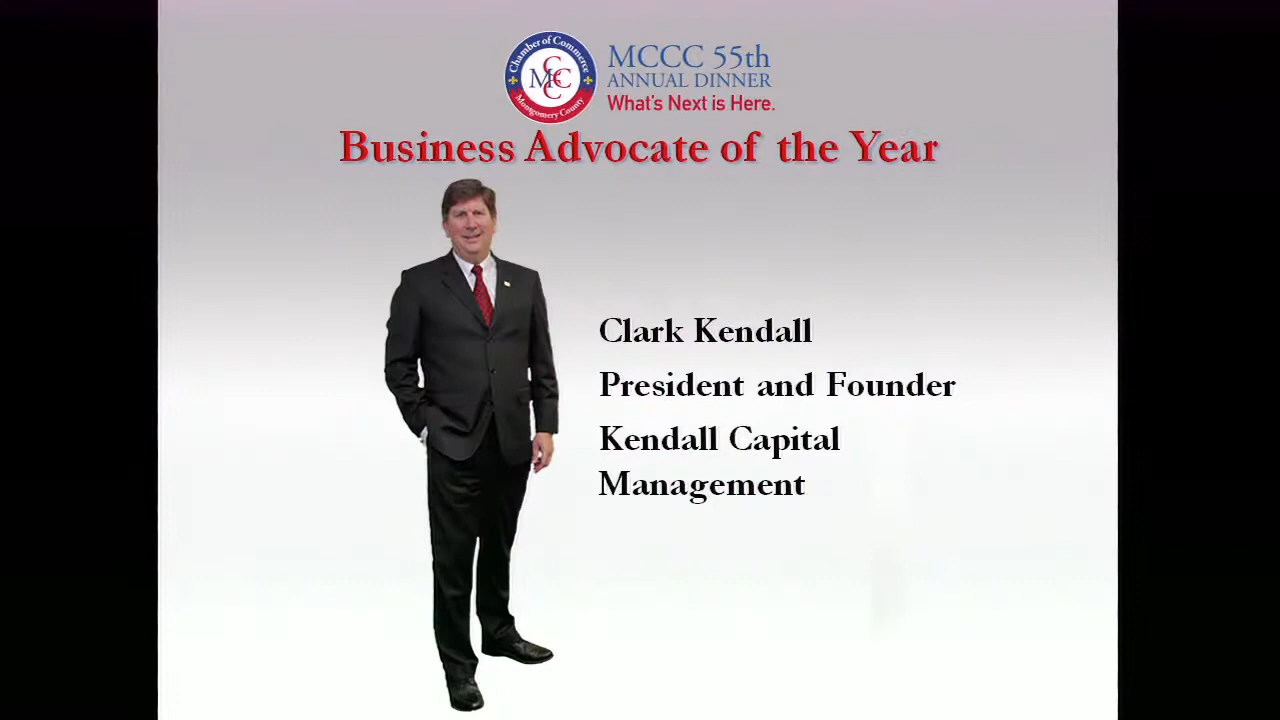 Chamber of Commerce
MCCC
Montgomery County
MCCC 55th
ANNUAL DINNER
What's Next is Here.
Business Advocate of the Year
Clark Kendall
President and Founder
Kendall Capital
Management